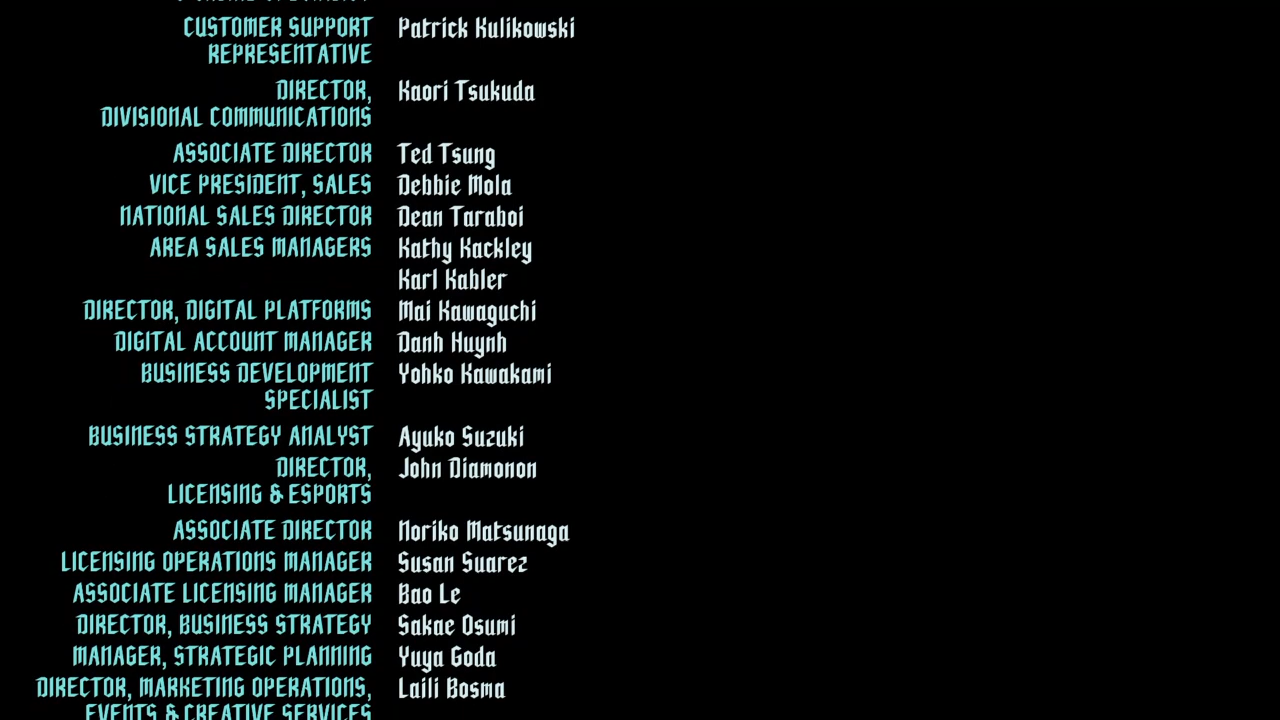 CUSTOMER SUPPORT Patrick Kulikowski
REPRESENTATIVE
DIRECTOR, Kaori Tsukuda
DIVISIONAL COMMUNICATIONS
ASSOCIATE DIRECTOR Ted Tsung
VICE PRESIDENT, SALES Debbie Mola
NATIONAL SALES DIRECTOR Dean Taraboi
AREA SALES MANAGERS Kathy Kackley
Karl Kabler
DIRECTOR, DIGITAL PLATFORMS Mai Kawaguchi
DIGITAL ACCOUNT MANAGER Danh Huynh
BUSINESS DEVELOPMENT Yohko Kawakami
SPECIALIST
BUSINESS STRATEGY ANALYST Ayuko Suzuki
DIRECTOR, John Diamonon
LICENSING & ESPORTS
ASSOCIATE DIRECTOR Noriko Matsunaga
LICENSING OPERATIONS MANAGER Susan Suarez
ASSOCIATE LICENSING MANAGER Bao Le
DIRECTOR, BUSINESS STRATEGY Sakae Osumi
MANAGER, STRATEGIC PLANNING Yuya Goda
DIRECTOR, MARKETING OPERATIONS, Laili Bosma
EVENTS & CREATIVE SERVICES